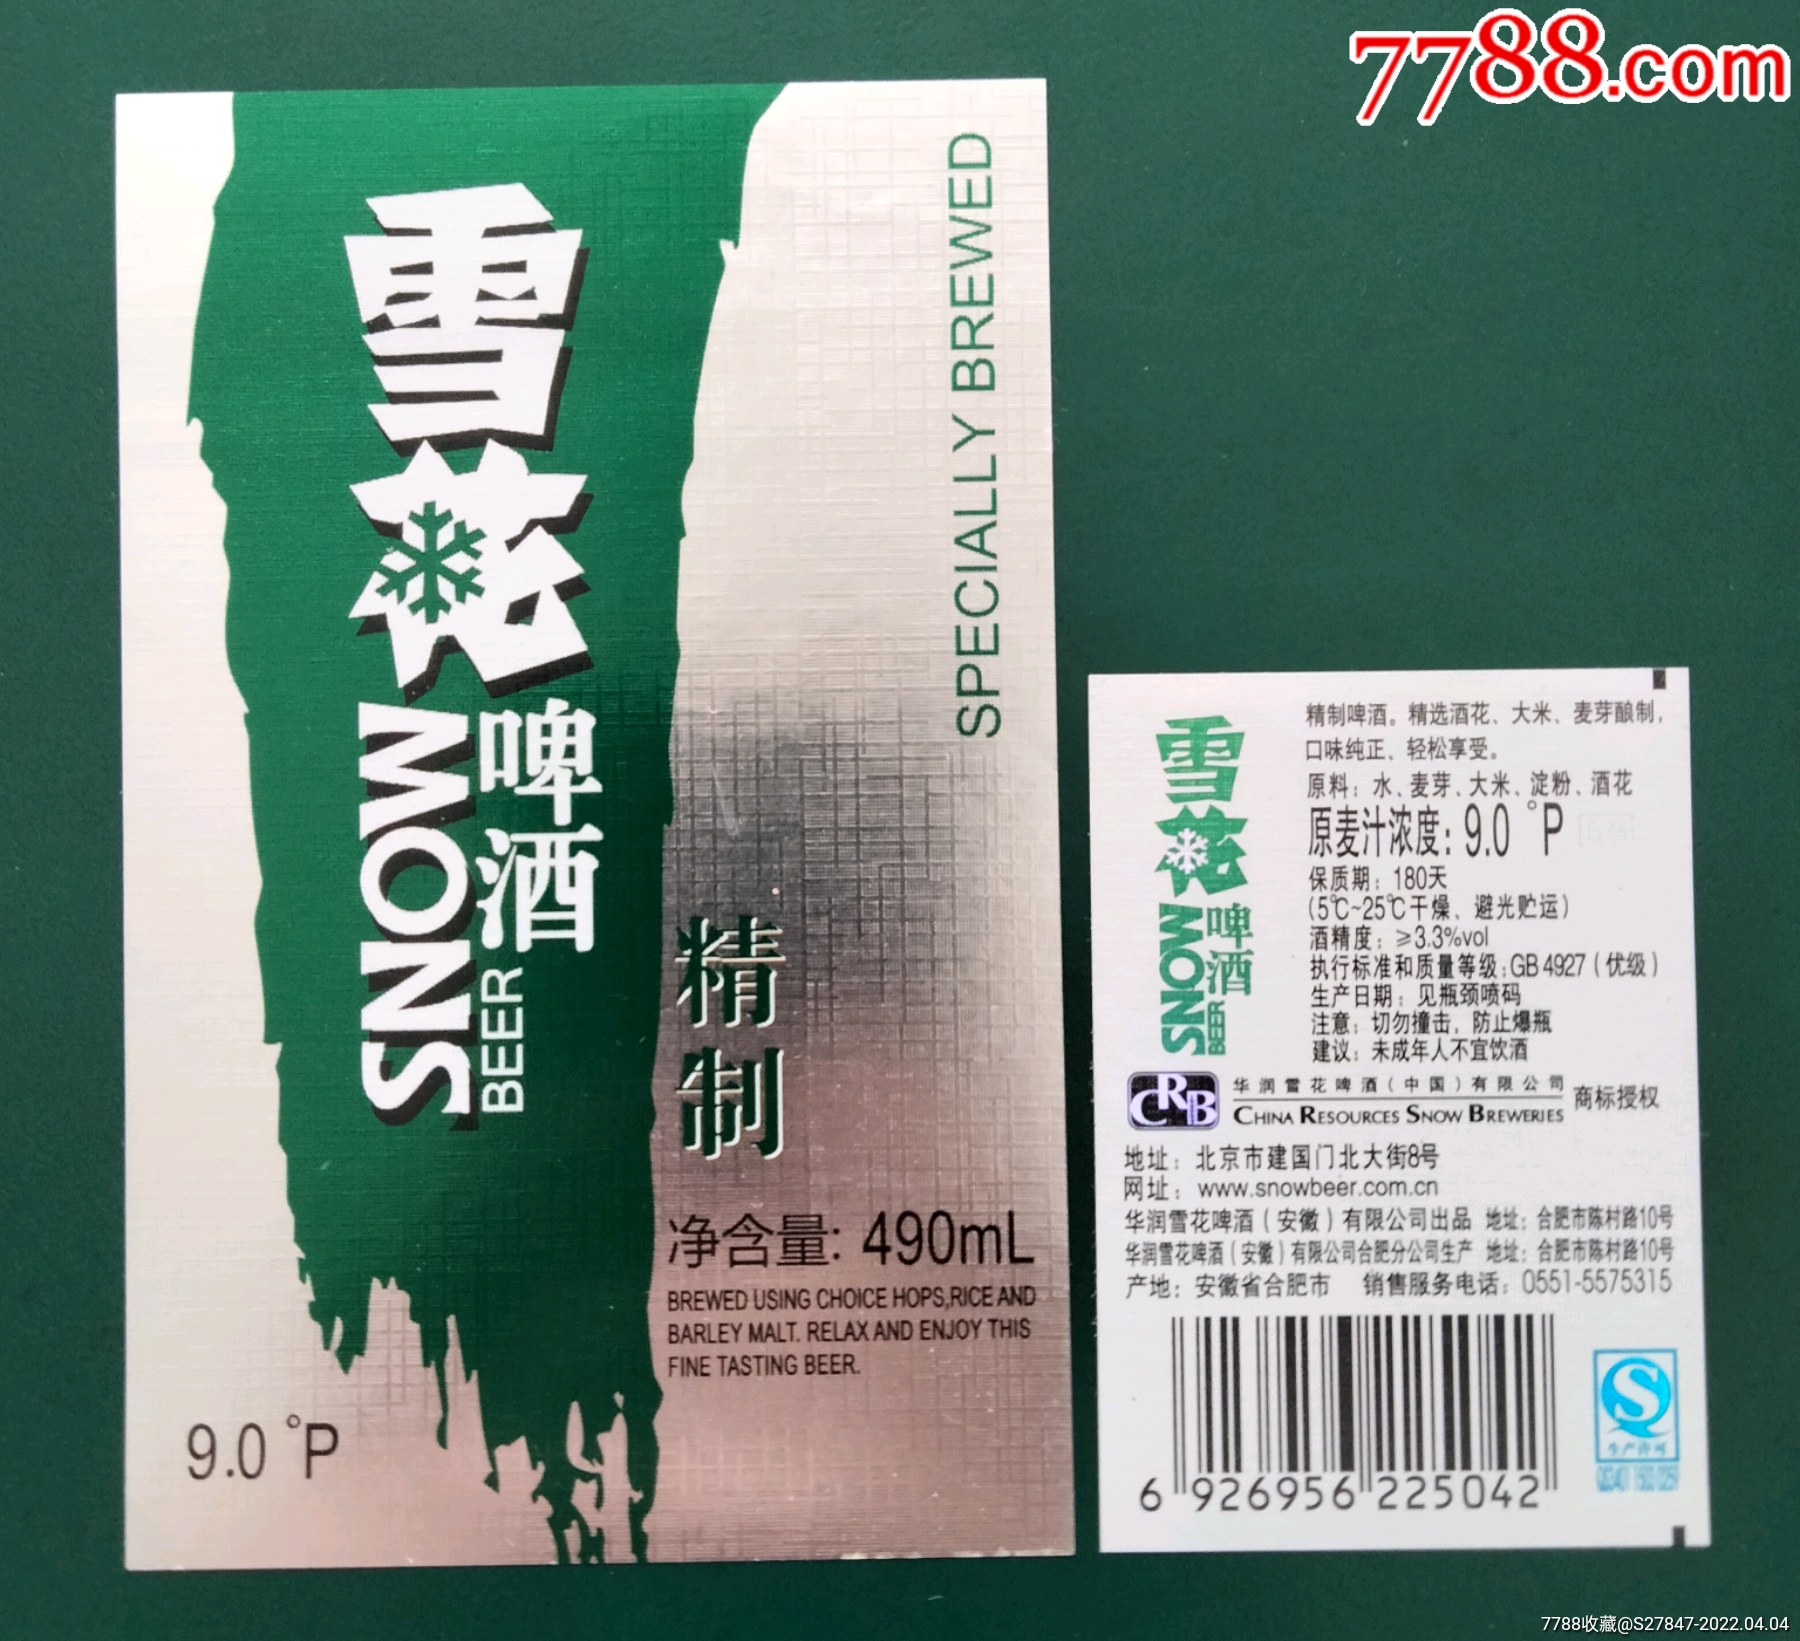 7788.com
雪花
SNOW
啤酒
BEER
SPECIALLY BREWED
精制
净含量: 490mL
BREWED USING CHOICE HOPS,RICE AND
BARLEY MALT. RELAX AND ENJOY THIS
FINE TASTING BEER.
9.0 °P
雪花
SNOW
啤酒
BEER
精制啤酒。精选酒花、大米、麦芽酿制，
口味纯正、轻松享受。
原料：水、麦芽、大米、淀粉、酒花
原麦汁浓度：9.0 °P
保质期：180天
(5℃~25℃干燥、避光贮运)
酒精度：≥3.3%vol
执行标准和质量等级：GB 4927（优级）
生产日期：见瓶颈喷码
注意：切勿撞击，防止爆瓶
建议：未成年人不宜饮酒
CRB
华润雪花啤酒（中国）有限公司
CHINA RESOURCES SNOW BREWERIES
商标授权
地址：北京市建国门北大街8号
网址：www.snowbeer.com.cn
华润雪花啤酒（安徽）有限公司出品 地址：合肥市陈村路10号
华润雪花啤酒（安徽）有限公司合肥分公司生产 地址：合肥市陈村路10号
产地：安徽省合肥市 销售服务电话：0551-5575315
6 926956 225042
生产许可
7788收藏@S27847-2022.04.04